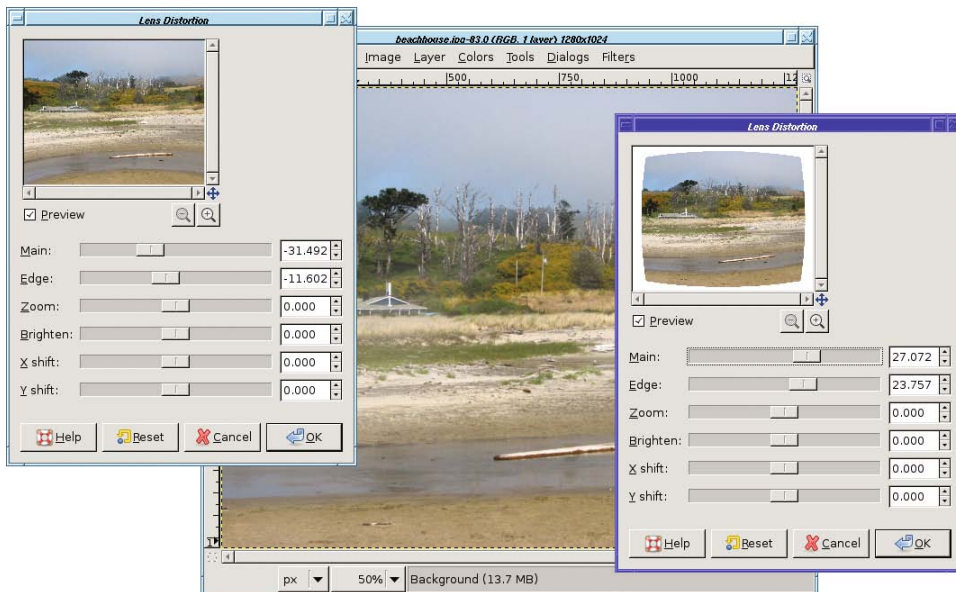 Lens Distortion
Preview
Main: -31.492
Edge: -11.602
Zoom: 0.000
Brighten: 0.000
X shift: 0.000
Y shift: 0.000
Help Reset Cancel OK
beachhouse.jpg-83.0 (RGB, 1 layer) 1280x1024
Image Layer Colors Tools Dialogs Filters
500 750 1000 12
px 50% Background (13.7 MB)
Lens Distortion
Preview
Main: 27.072
Edge: 23.757
Zoom: 0.000
Brighten: 0.000
X shift: 0.000
Y shift: 0.000
Help Reset Cancel OK